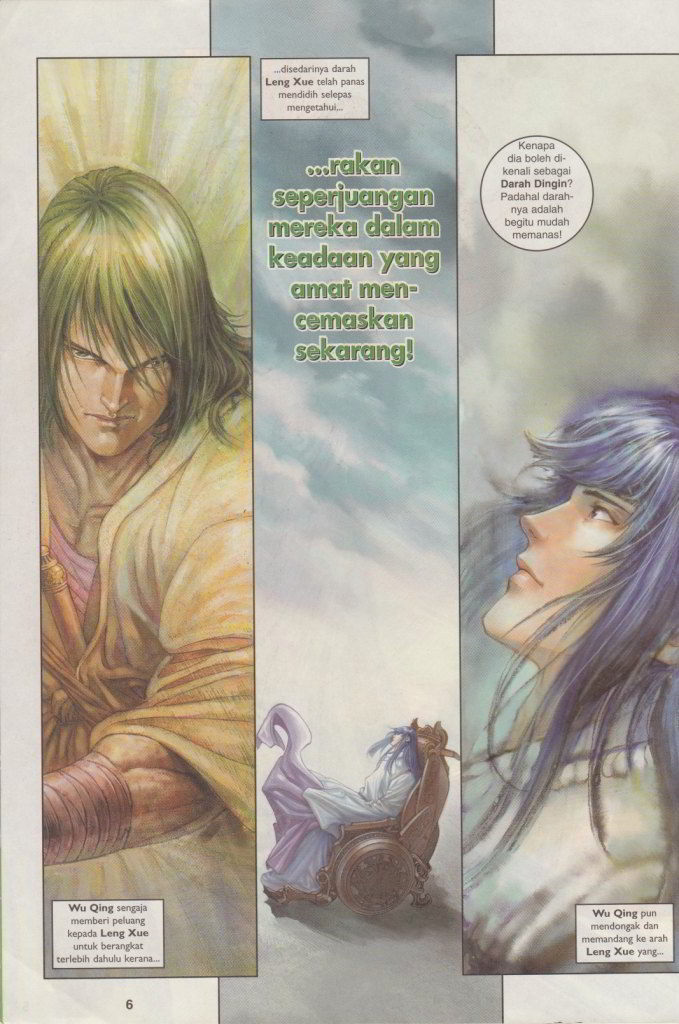 Wu Qing sengaja
memberi peluang
kepada Leng Xue
untuk berangkat
terlebih dahulu kerana...
...disedarinya darah
Leng Xue telah panas
mendidih selepas
mengetahui,..
...rakan
seperjuangan
mereka dalam
keadaan yang
amat men-
cemaskan
sekarang!
Kenapa
dia boleh di-
kenali sebagai
Darah Dingin?
Padahal darah-
nya adalah
begitu mudah
memanas!
Wu Qing pun
mendongak dan
memandang ke arah
Leng Xue yang...
6